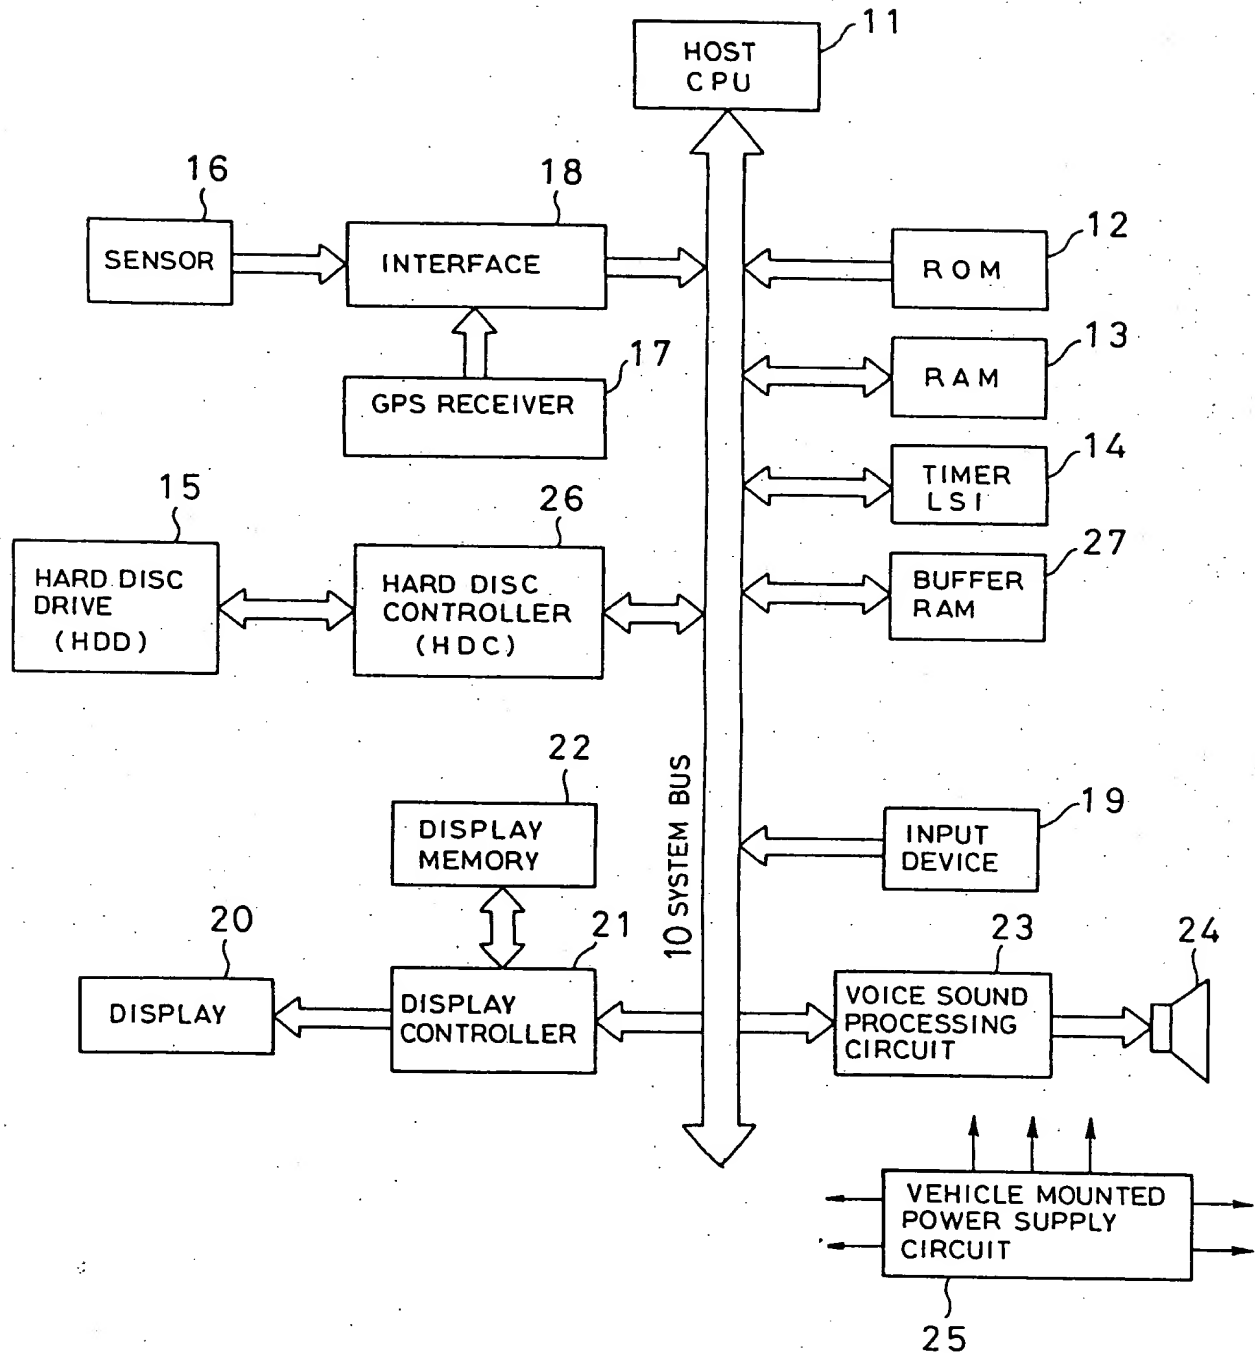 11
HOST
CPU
16
18
12
SENSOR
INTERFACE
ROM
13
17
RAM
GPS RECEIVER
14
TIMER
LSI
15
26
27
HARD DISC
DRIVE
(HDD)
HARD DISC
CONTROLLER
(HDC)
BUFFER
RAM
22
10 SYSTEM BUS
19
DISPLAY
MEMORY
INPUT
DEVICE
20
21
23
24
DISPLAY
DISPLAY
CONTROLLER
VOICE SOUND
PROCESSING
CIRCUIT
VEHICLE MOUNTED
POWER SUPPLY
CIRCUIT
25